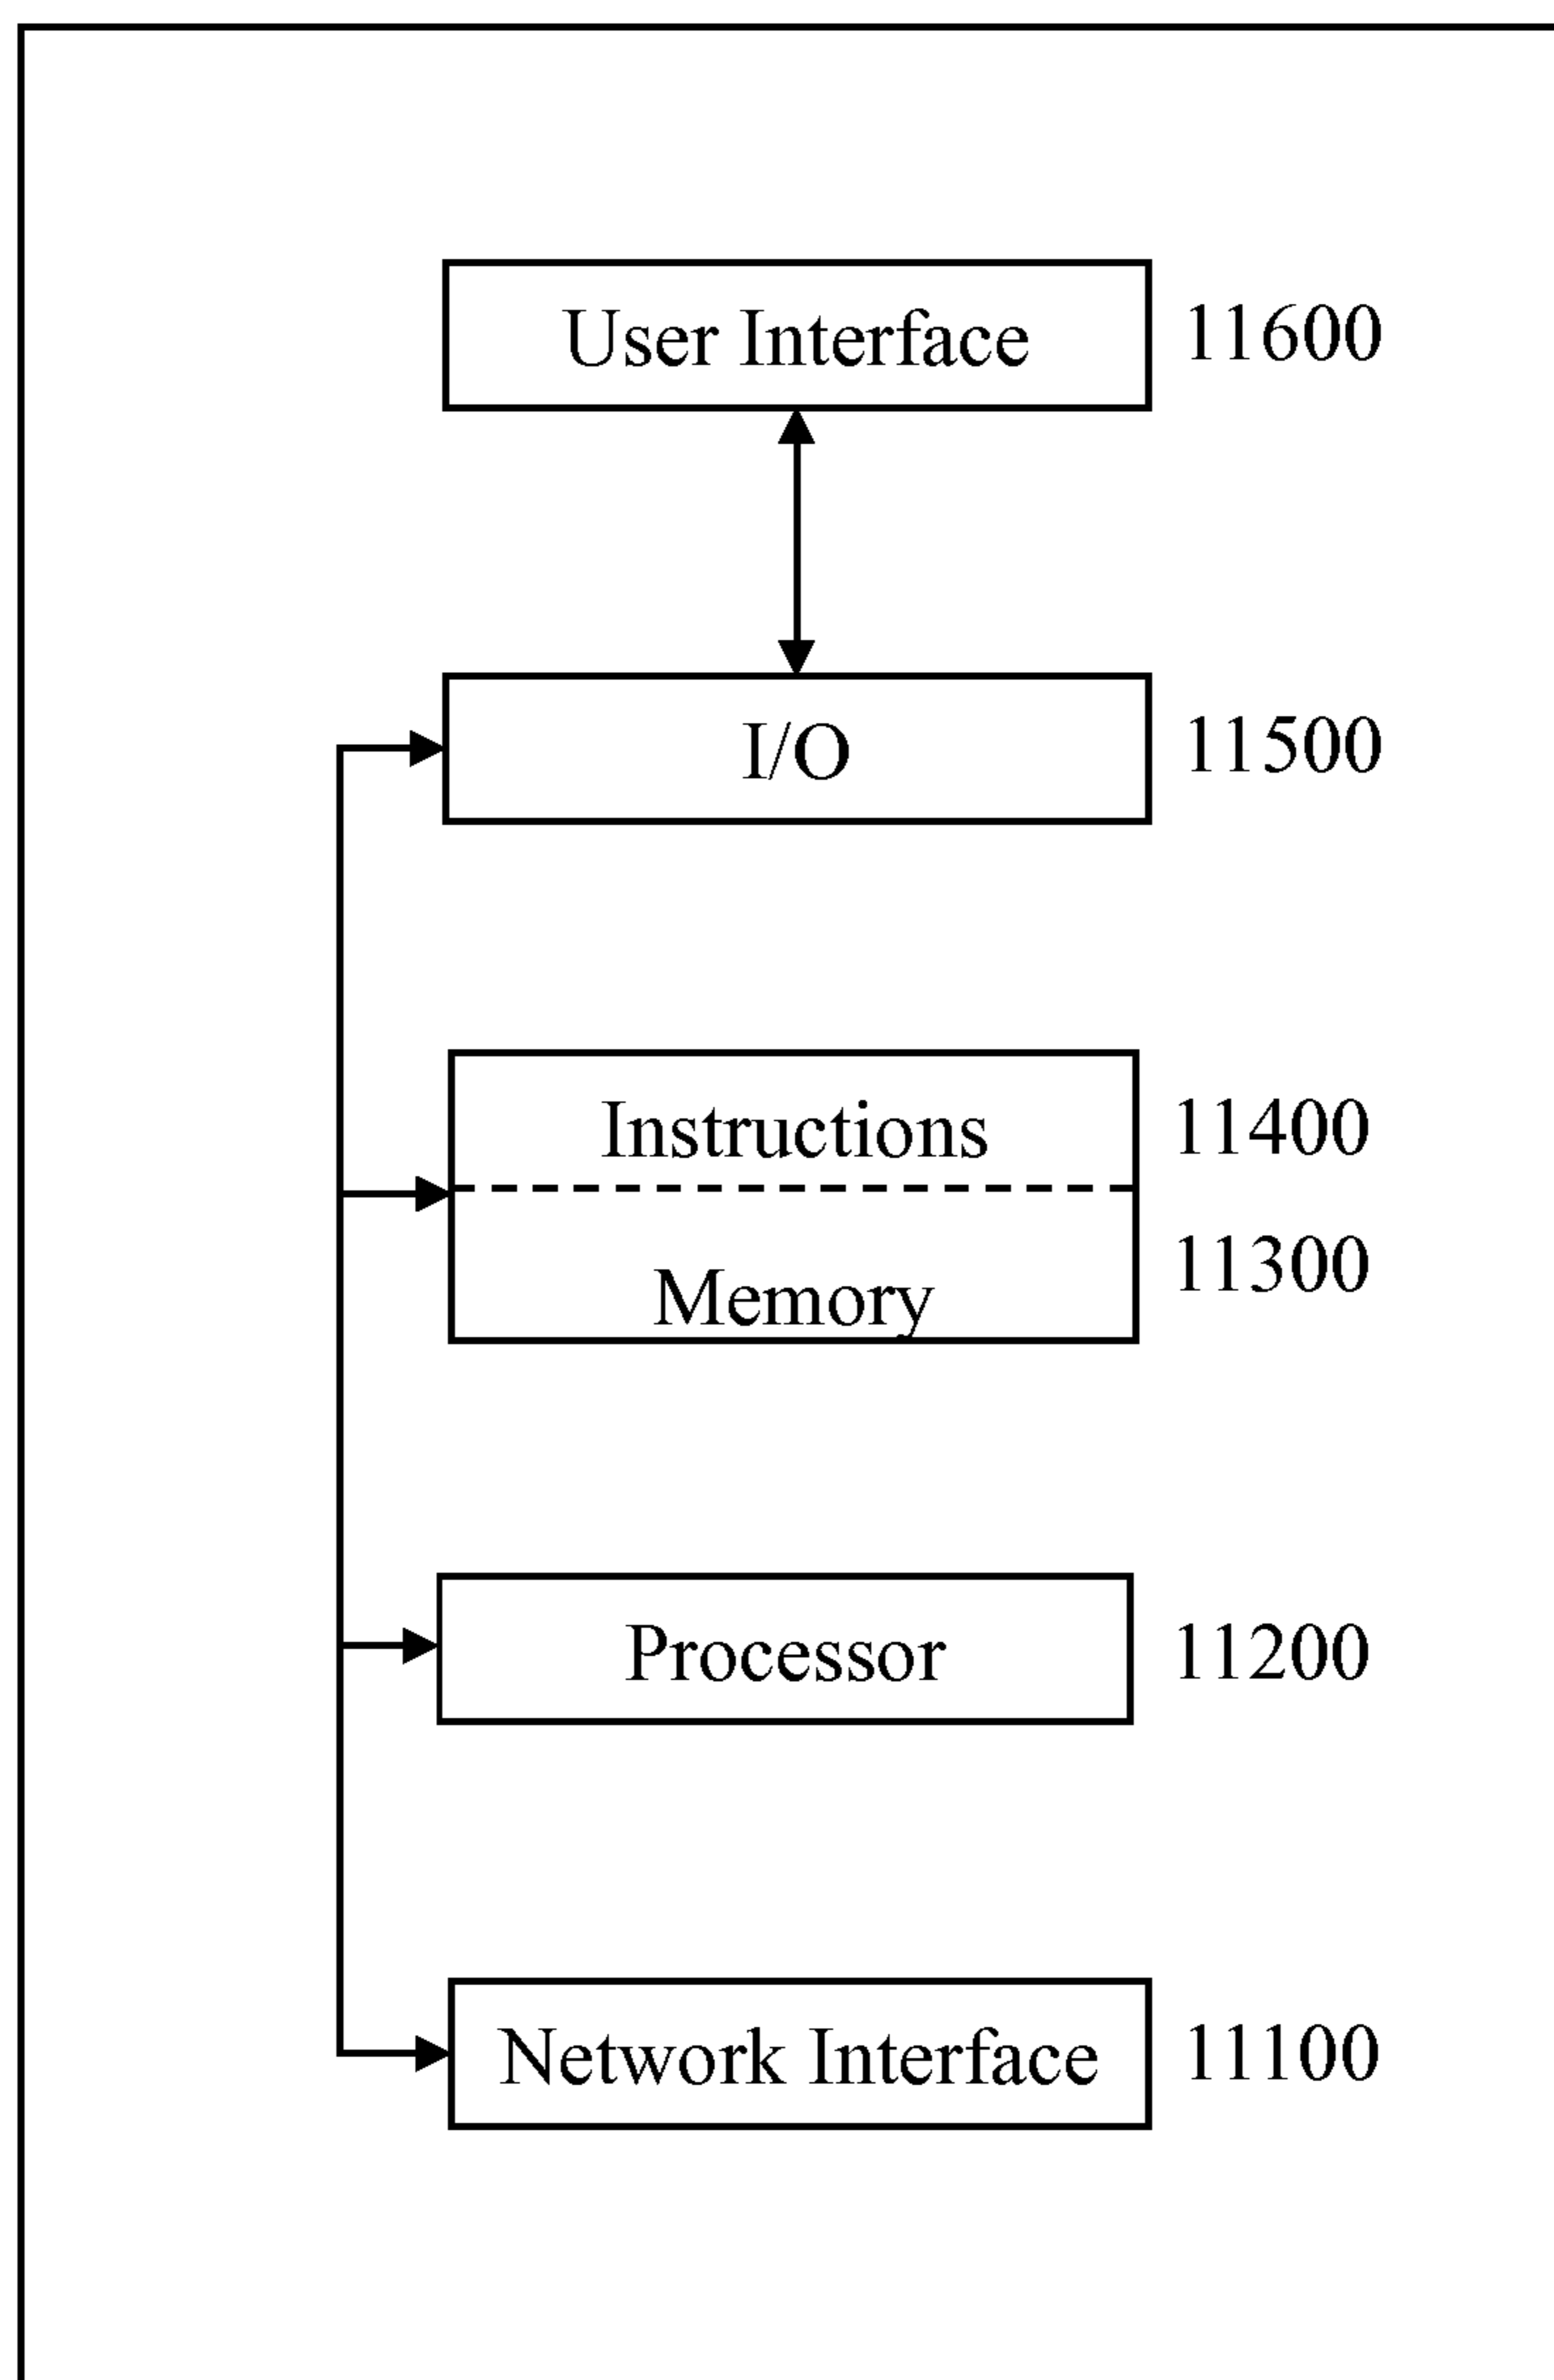 User Interface 11600
I/O 11500
Instructions 11400
Memory 11300
Processor 11200
Network Interface 11100